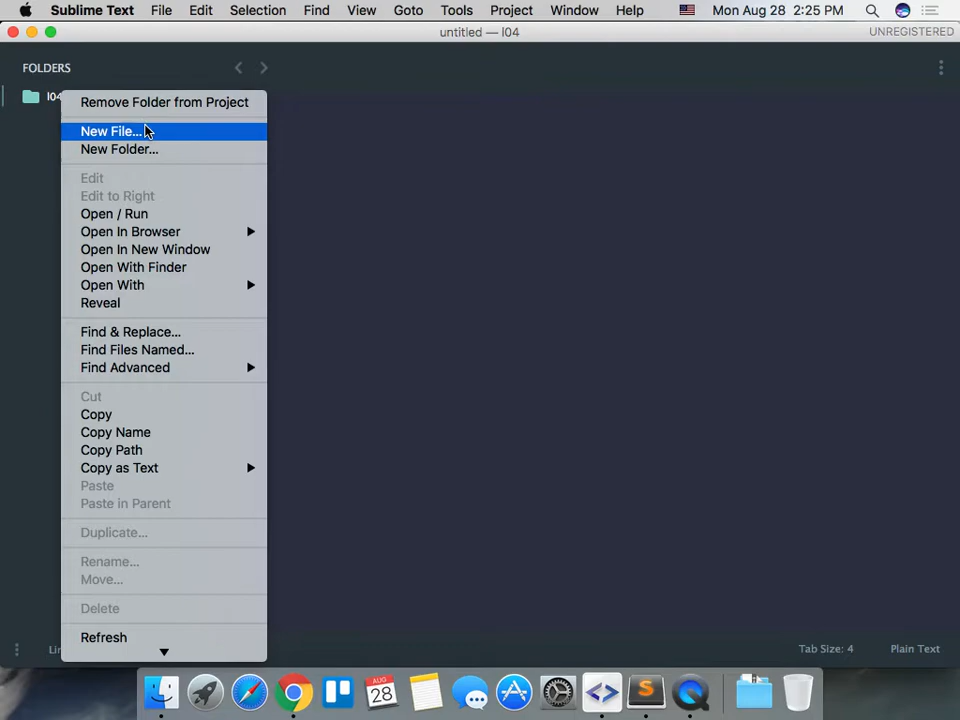 Sublime Text File Edit Selection Find View Goto Tools Project Window Help Mon Aug 28 2:25 PM
untitled — l04 UNREGISTERED
FOLDERS
l04
Remove Folder from Project
New File...
New Folder...
Edit
Edit to Right
Open / Run
Open In Browser
Open In New Window
Open With Finder
Open With
Reveal
Find & Replace...
Find Files Named...
Find Advanced
Cut
Copy
Copy Name
Copy Path
Copy as Text
Paste
Paste in Parent
Duplicate...
Rename...
Move...
Delete
Refresh
Tab Size: 4 Plain Text
AUG
28